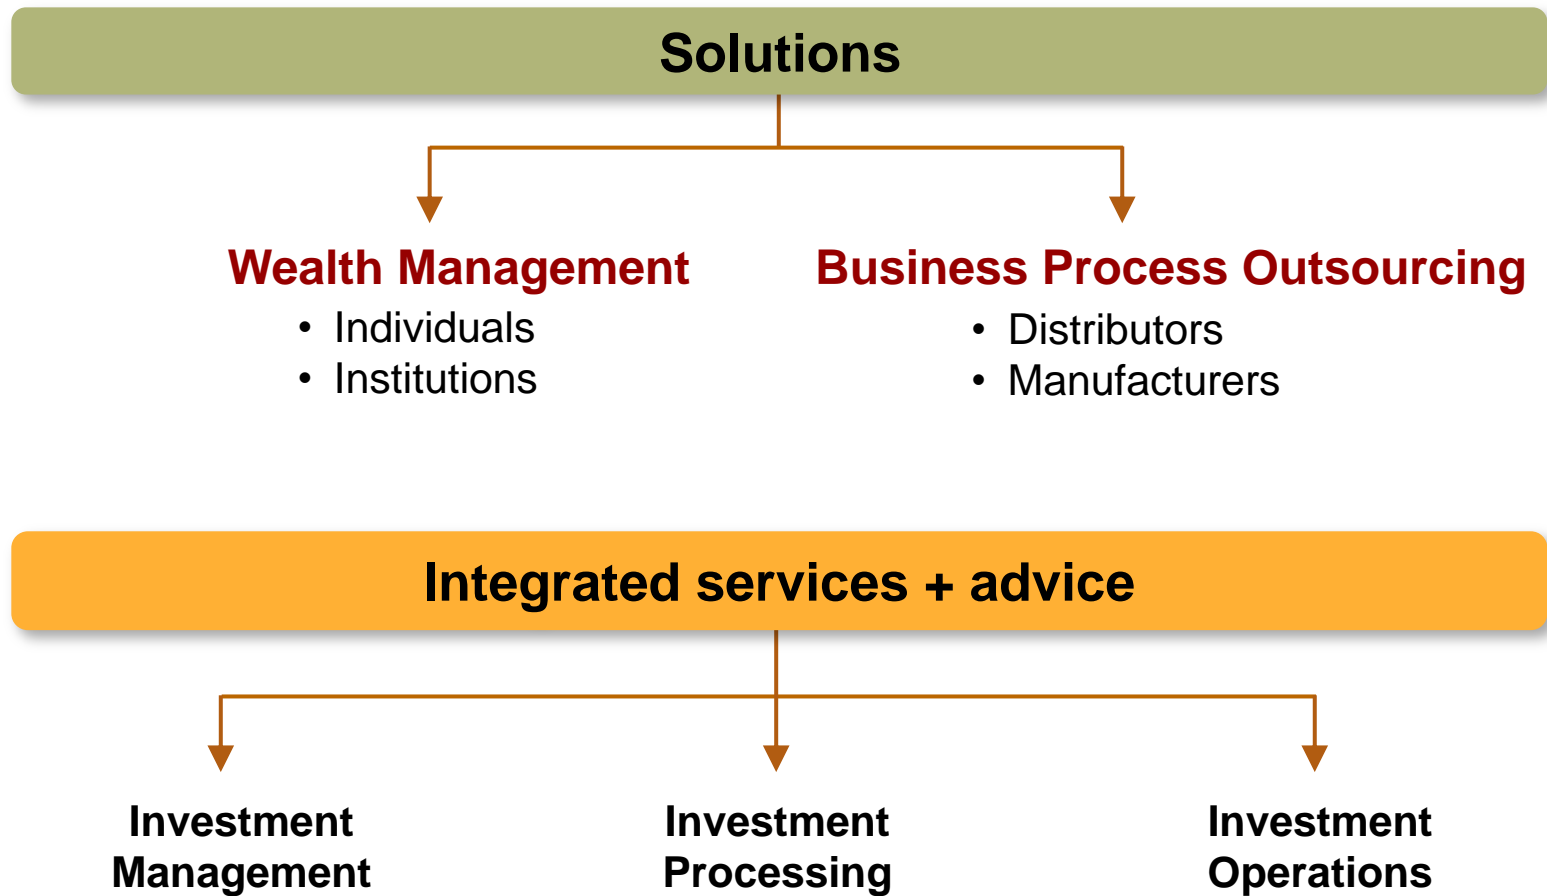 Solutions
Wealth Management
• Individuals
• Institutions
Business Process Outsourcing
• Distributors
• Manufacturers
Integrated services + advice
Investment
Management
Investment
Processing
Investment
Operations